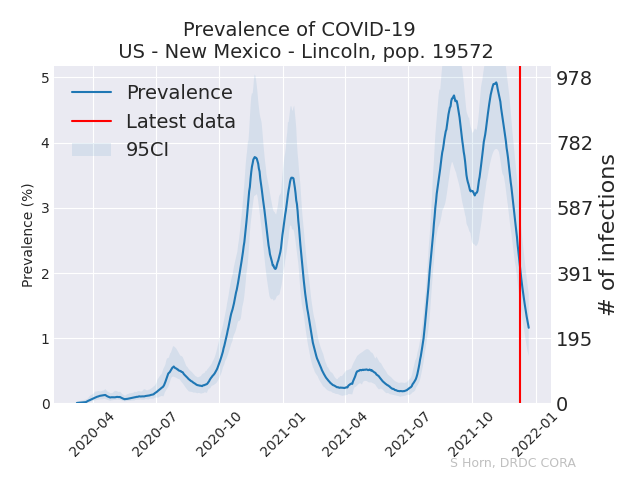 Prevalence of COVID-19
US - New Mexico - Lincoln, pop. 19572
Prevalence
Latest data
95CI
Prevalence (%)
5
4
3
2
1
0
978
782
587
391
195
0
# of infections
2020-04
2020-07
2020-10
2021-01
2021-04
2021-07
2021-10
2022-01
S Horn, DRDC CORA